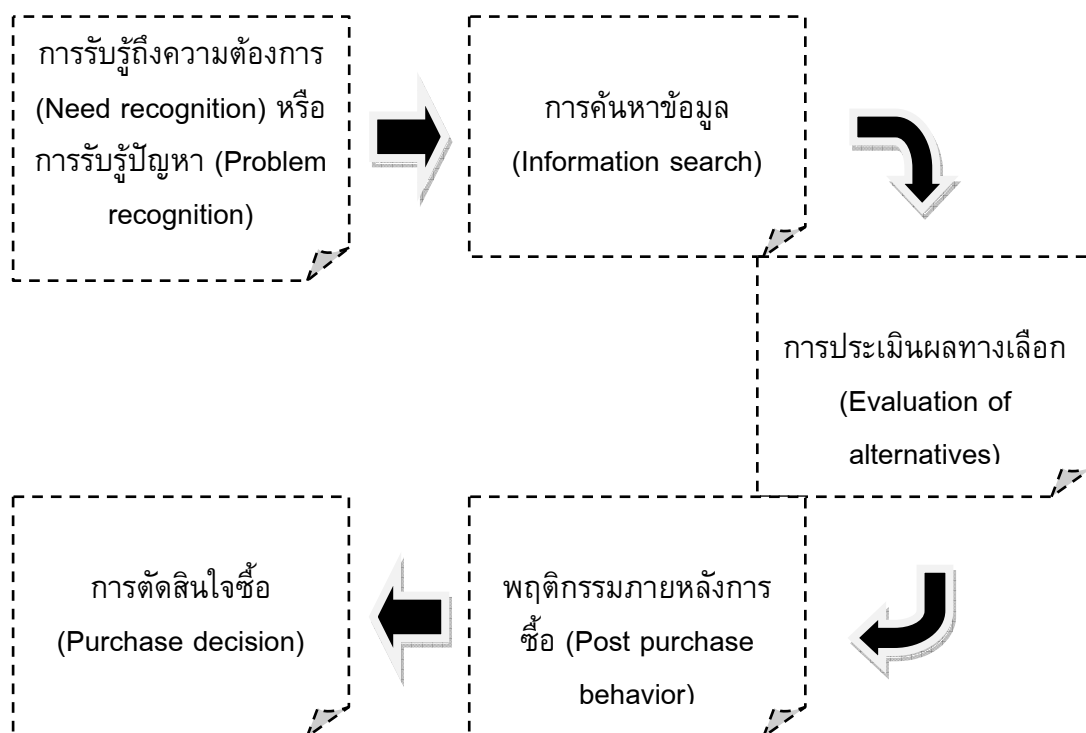 การรับรู้ถึงความต้องการ
(Need recognition) หรือ
การรับรู้ปัญหา (Problem
recognition)
การค้นหาข้อมูล
(Information search)
การประเมินผลทางเลือก
(Evaluation of
alternatives)
พฤติกรรมภายหลังการ
ซื้อ (Post purchase
behavior)
การตัดสินใจซื้อ
(Purchase decision)